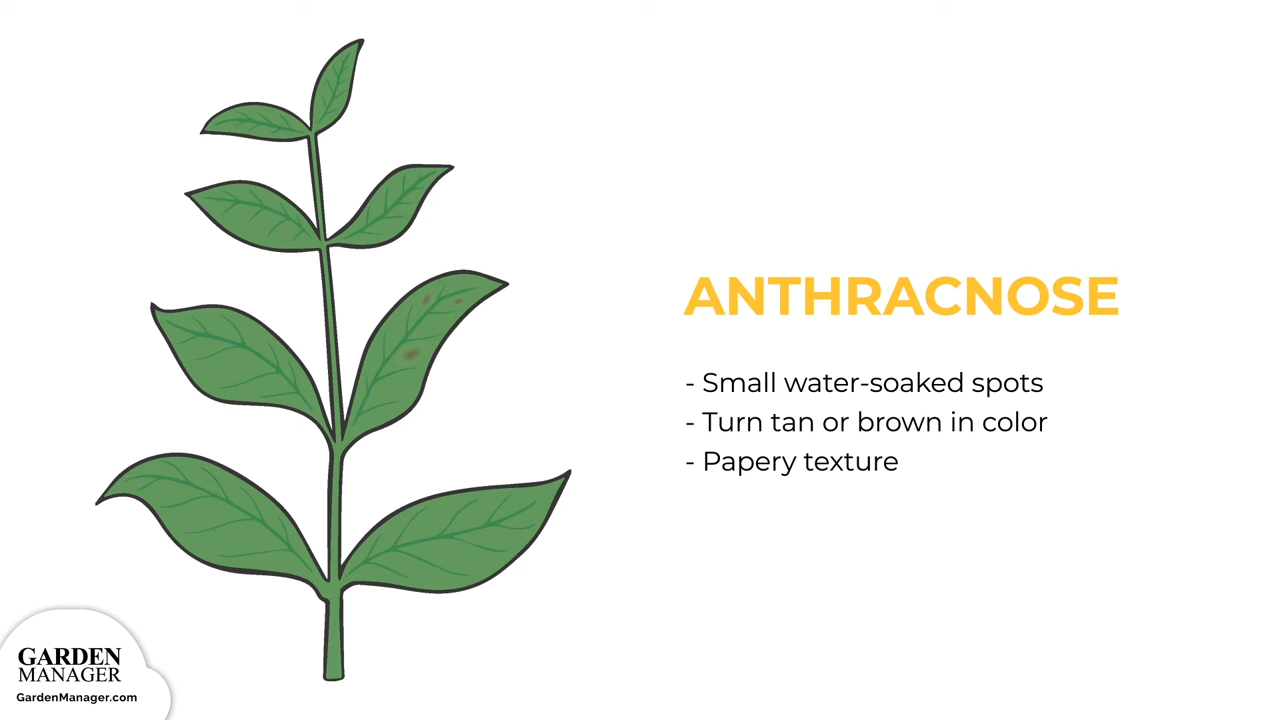 ANTHRACNOSE
- Small water-soaked spots
- Turn tan or brown in color
- Papery texture
GARDEN
MANAGER
GardenManager.com